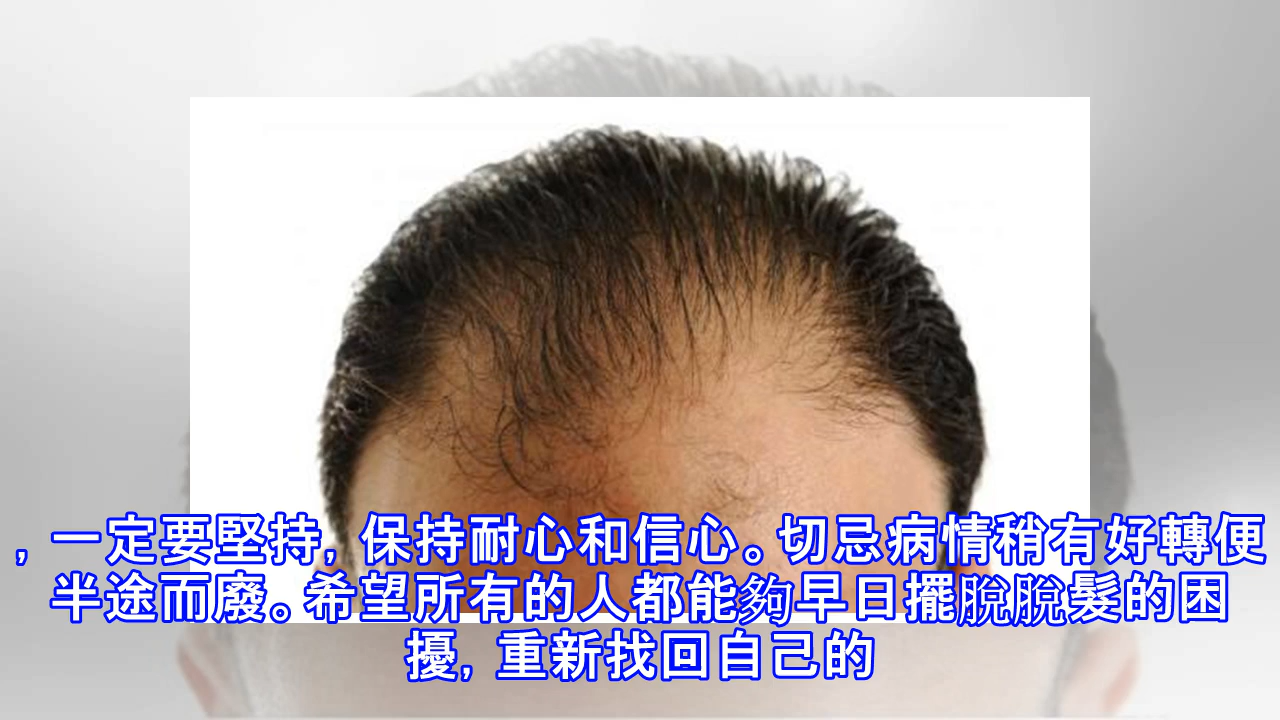 ，一定要堅持，保持耐心和信心。切忌病情稍有好轉便
半途而廢。希望所有的人都能夠早日擺脫脫髮的困
擾，重新找回自己的